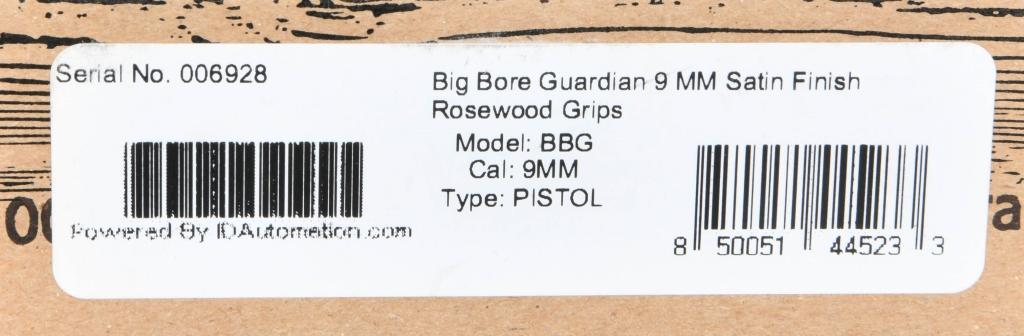 Serial No. 006928
Powered By IDAutomation.com
Big Bore Guardian 9 MM Satin Finish
Rosewood Grips
Model: BBG
Cal: 9MM
Type: PISTOL
8 50051 44523 3